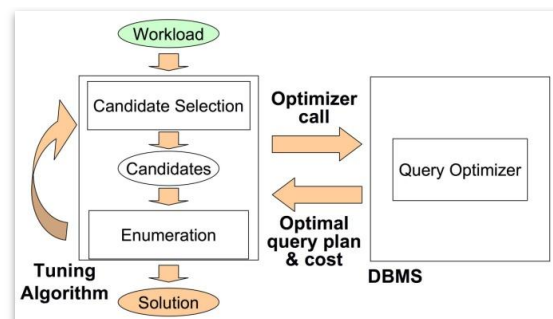 Workload
Candidate Selection
Candidates
Enumeration
Tuning
Algorithm
Solution
Optimizer
call
Optimal
query plan
& cost
Query Optimizer
DBMS